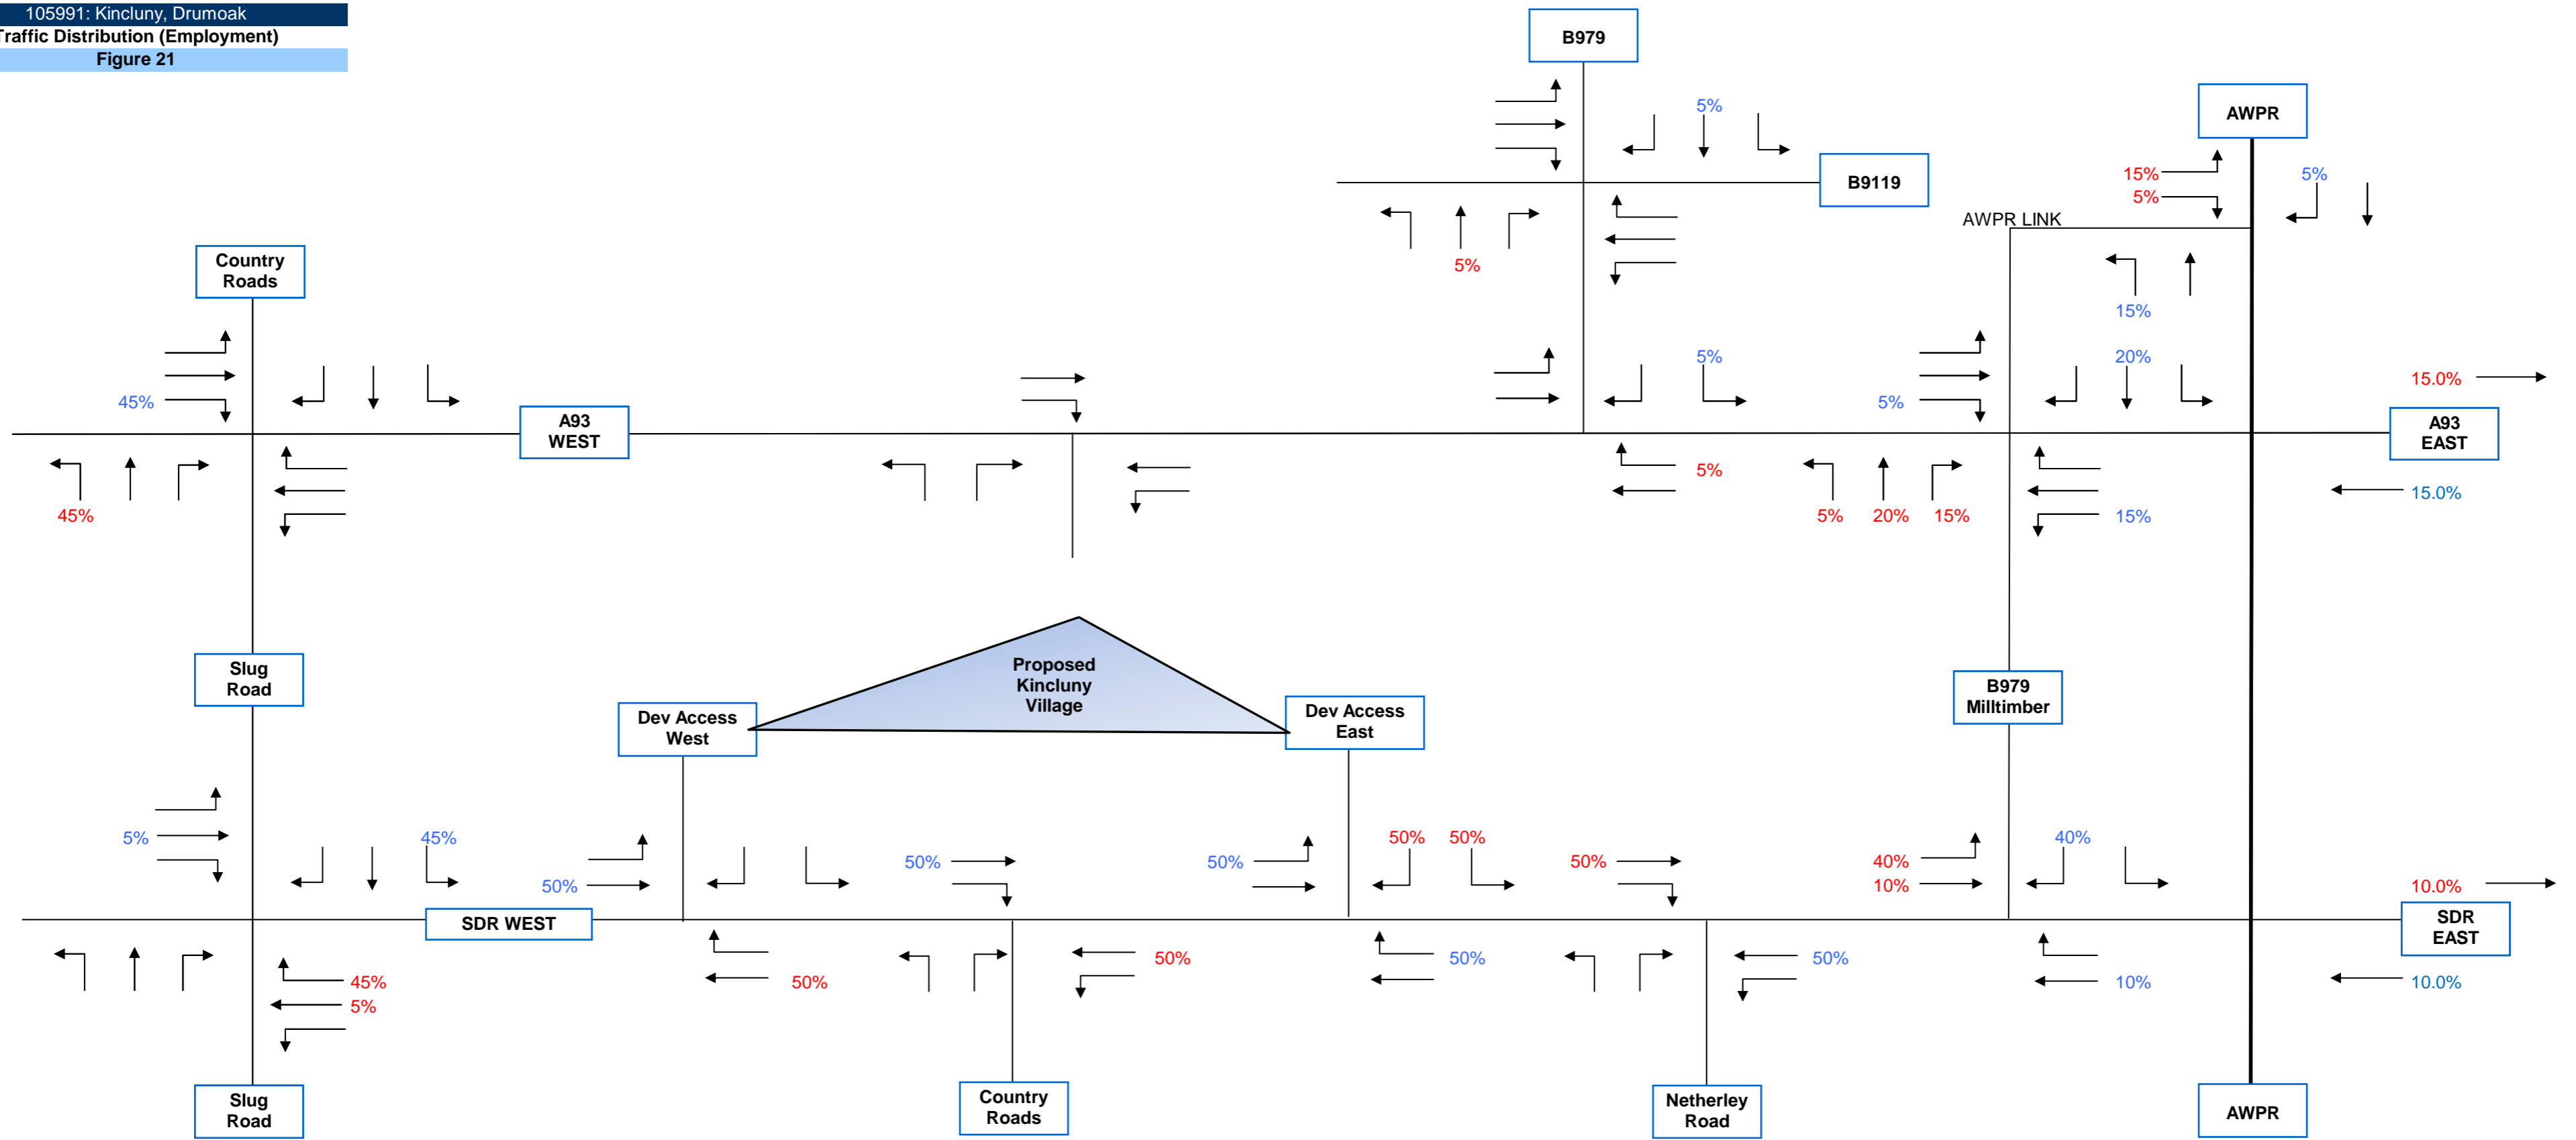 105991: Kincluny, Drumoak
Traffic Distribution (Employment)
Figure 21
B979
AWPR
5%
15%
5%
5%
B9119
AWPR LINK
5%
Country
Roads
15%
5%
20%
15.0%
45%
5%
A93
WEST
A93
EAST
5%
15.0%
45%
5%
20%
15%
15%
Slug
Road
Proposed
Kincluny
Village
B979
Milltimber
Dev Access
West
Dev Access
East
5%
45%
50%
50%
40%
50%
50%
50%
40%
50%
10%
10.0%
SDR WEST
SDR
EAST
50%
50%
50%
45%
50%
10%
10.0%
5%
Slug
Road
Country
Roads
Netherley
Road
AWPR